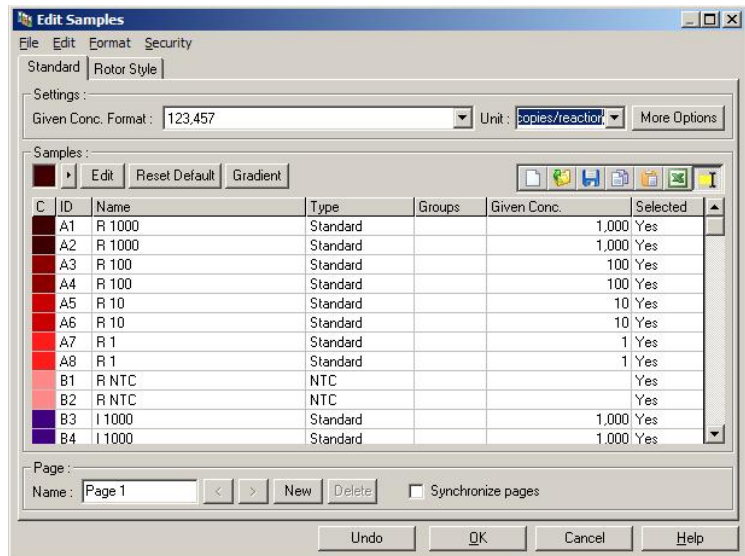 Edit Samples
File Edit Format Security
Standard Rotor Style
Settings :
Given Conc. Format : 123,457 Unit : copies/reaction More Options
Samples :
Edit Reset Default Gradient
C ID Name Type Groups Given Conc. Selected
A1 R 1000 Standard 1,000 Yes
A2 R 1000 Standard 1,000 Yes
A3 R 100 Standard 100 Yes
A4 R 100 Standard 100 Yes
A5 R 10 Standard 10 Yes
A6 R 10 Standard 10 Yes
A7 R 1 Standard 1 Yes
A8 R 1 Standard 1 Yes
B1 R NTC NTC Yes
B2 R NTC NTC Yes
B3 I 1000 Standard 1,000 Yes
B4 I 1000 Standard 1,000 Yes
Page :
Name : Page 1 < > New Delete Synchronize pages
Undo OK Cancel Help